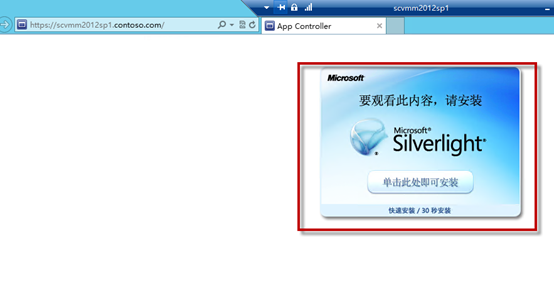 scvmm2012sp1
https://scvmm2012sp1.contoso.com/
App Controller
Microsoft
要观看此内容，请安装
Microsoft®
Silverlight®
单击此处即可安装
快速安装 / 30 秒安装